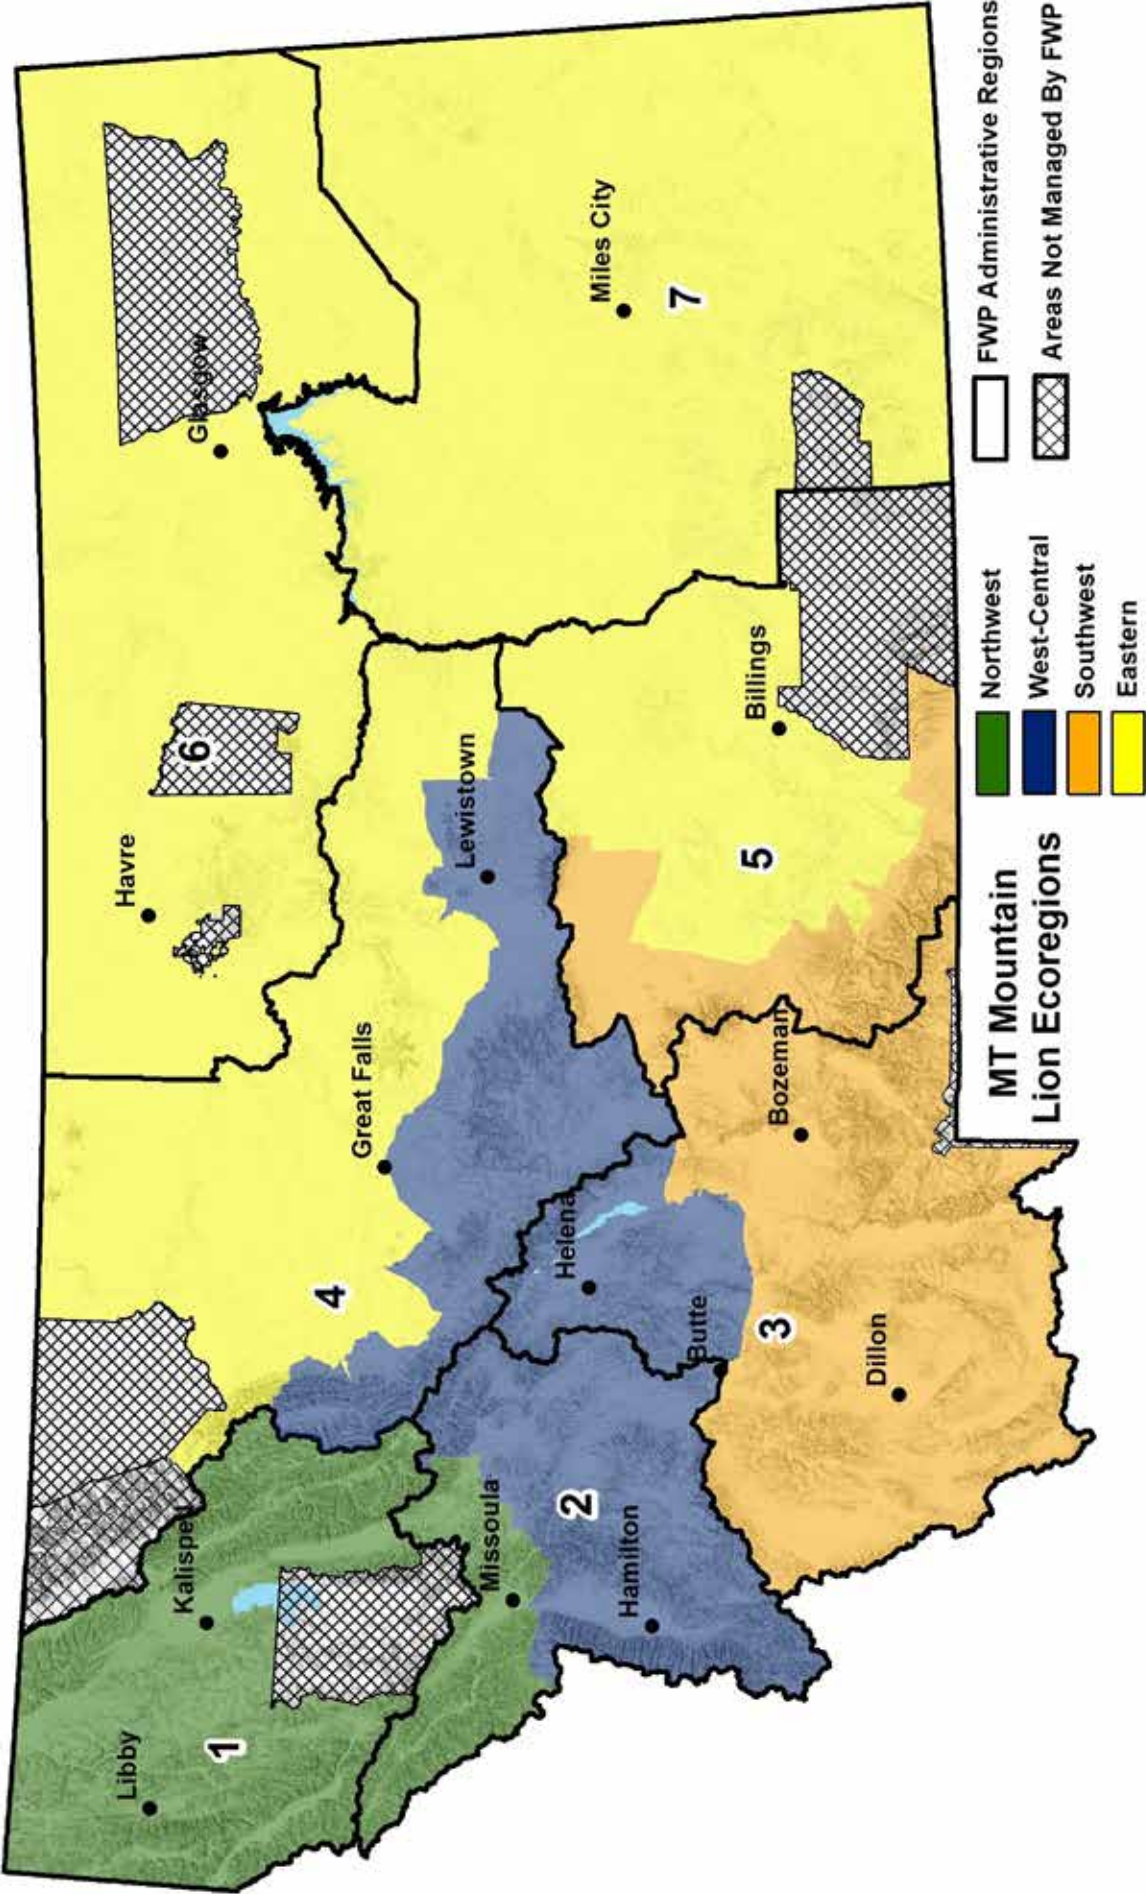 Libby
Kalispel
1
Missoula
Hamilton
2
Butte
Helena
3
Dillon
Bozeman
4
Great Falls
Lewistown
Havre
6
Glasgow
5
Billings
Miles City
7
MT Mountain
Lion Ecoregions
Northwest
West-Central
Southwest
Eastern
FWP Administrative Regions
Areas Not Managed By FWP